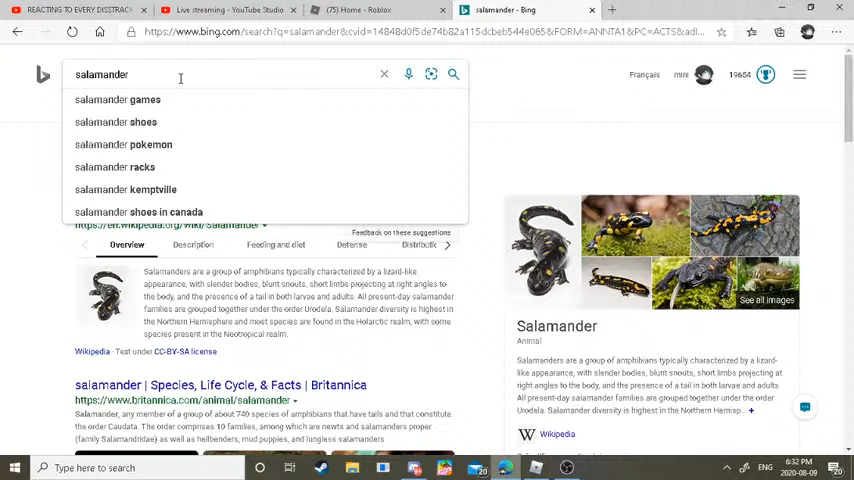 REACTING TO EVERY DISSTRACK
Live streaming - YouTube Studio
(75) Home - Roblox
salamander - Bing
https://www.bing.com/search?q=salamander&cvid=14848d0f5de74b82a115dcbeb544e065&FORM=ANNTA1&PC=ACTS&adl...
salamander
Français
mini
19684
salamander games
salamander shoes
salamander pokemon
salamander racks
salamander kemptville
salamander shoes in canada
https://en.wikipedia.org/wiki/Salamander
Feedback on these suggestions
Overview
Description
Feeding and diet
Defense
Distributi
Salamanders are a group of amphibians typically characterized by a lizard-like
appearance, with slender bodies, blunt snouts, short limbs projecting at right angles to
the body, and the presence of a tail in both larvae and adults. All present-day salamander
families are grouped together under the order Urodela. Salamander diversity is highest in
the Northern Hemisphere and most species are found in the Holarctic realm, with some
species present in the Neotropical realm.
Wikipedia · Text under CC-BY-SA license
salamander | Species, Life Cycle, & Facts | Britannica
https://www.britannica.com/animal/salamander
Salamander, any member of a group of about 740 species of amphibians that have tails and that constitute
the order Caudata. The order comprises 10 families, among which are newts and salamanders proper
(family Salamandridae) as well as hellbenders, mud puppies, and lungless salamanders
See all images
Salamander
Animal
Salamanders are a group of amphibians typically characterized by a lizard-
like appearance, with slender bodies, blunt snouts, short limbs projecting at
right angles to the body, and the presence of a tail in both larvae and adults.
All present-day salamander families are grouped together under the order
Urodela. Salamander diversity is highest in the Northern Hemisp...
Wikipedia
Type here to search
20
ENG
6:32 PM
2020-08-09
20